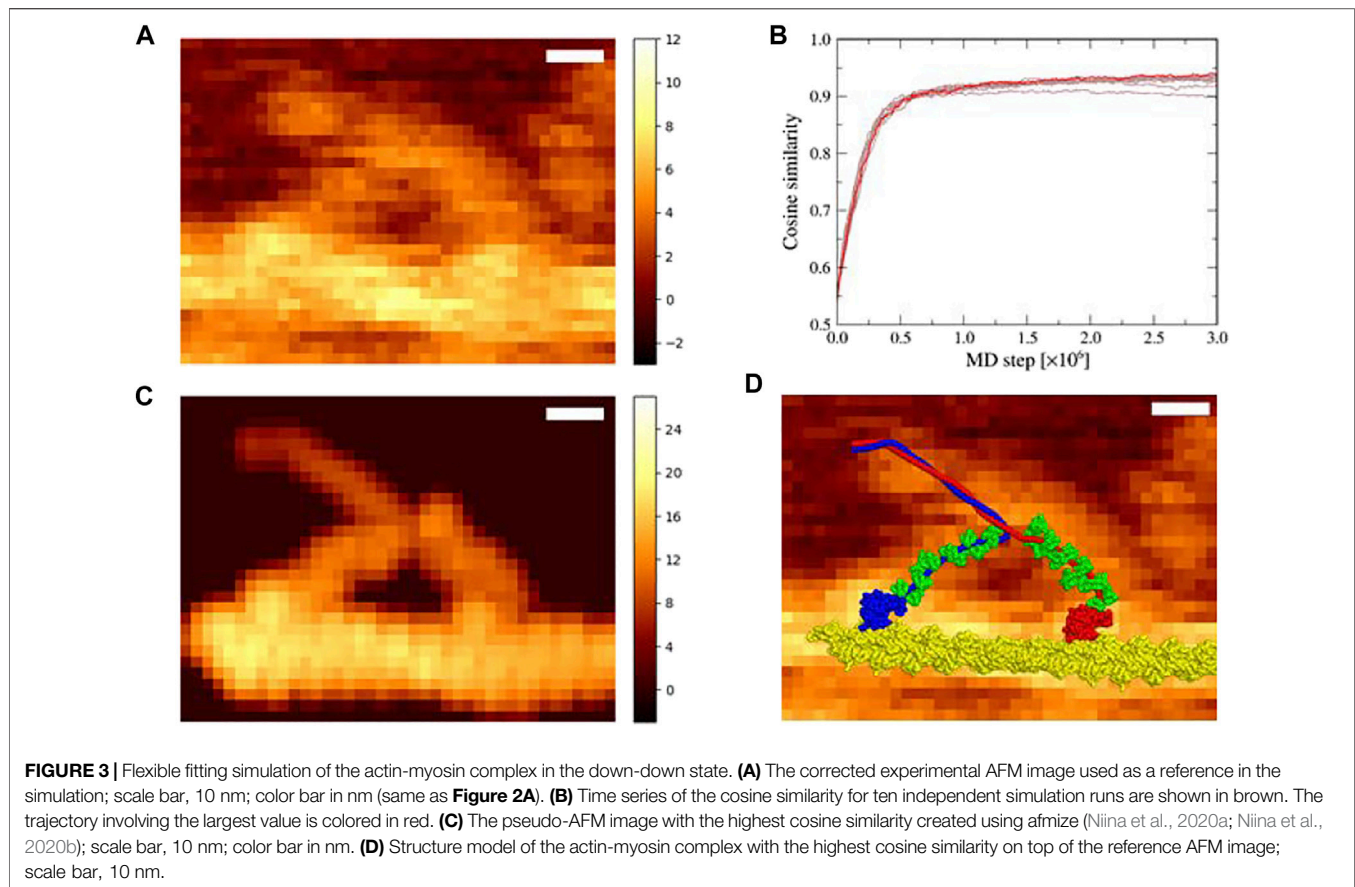 A
12
10
8
6
4
2
0
−2
B
1.0
0.9
0.8
0.7
0.6
0.5
Cosine similarity
0.0 0.5 1.0 1.5 2.0 2.5 3.0
MD step [×10⁶]
C
24
20
16
12
8
4
0
D
FIGURE 3 | Flexible fitting simulation of the actin-myosin complex in the down-down state. (A) The corrected experimental AFM image used as a reference in the
simulation; scale bar, 10 nm; color bar in nm (same as Figure 2A). (B) Time series of the cosine similarity for ten independent simulation runs are shown in brown. The
trajectory involving the largest value is colored in red. (C) The pseudo-AFM image with the highest cosine similarity created using afmize (Niina et al., 2020a; Niina et al.,
2020b); scale bar, 10 nm; color bar in nm. (D) Structure model of the actin-myosin complex with the highest cosine similarity on top of the reference AFM image;
scale bar, 10 nm.